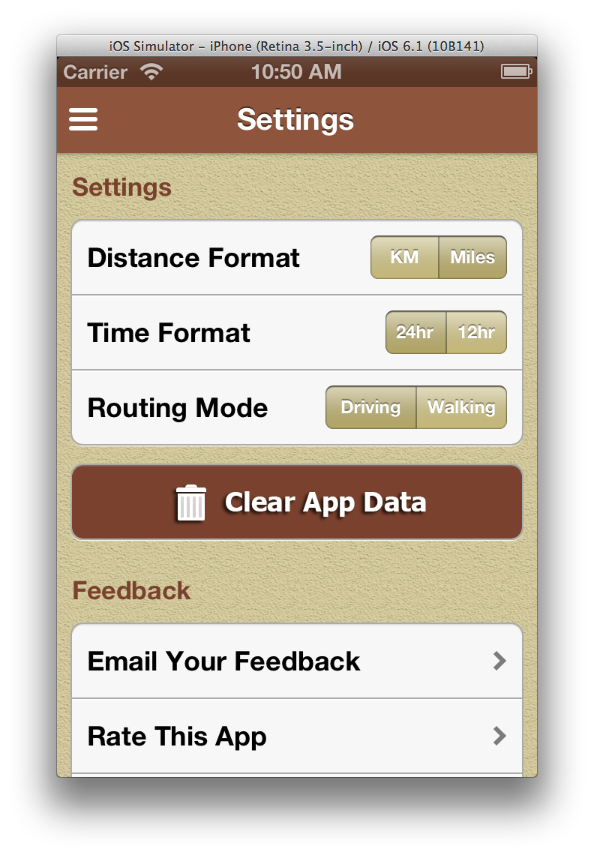 iOS Simulator – iPhone (Retina 3.5-inch) / iOS 6.1 (10B141)
Carrier 10:50 AM
Settings
Settings
Distance Format KM Miles
Time Format 24hr 12hr
Routing Mode Driving Walking
Clear App Data
Feedback
Email Your Feedback
Rate This App